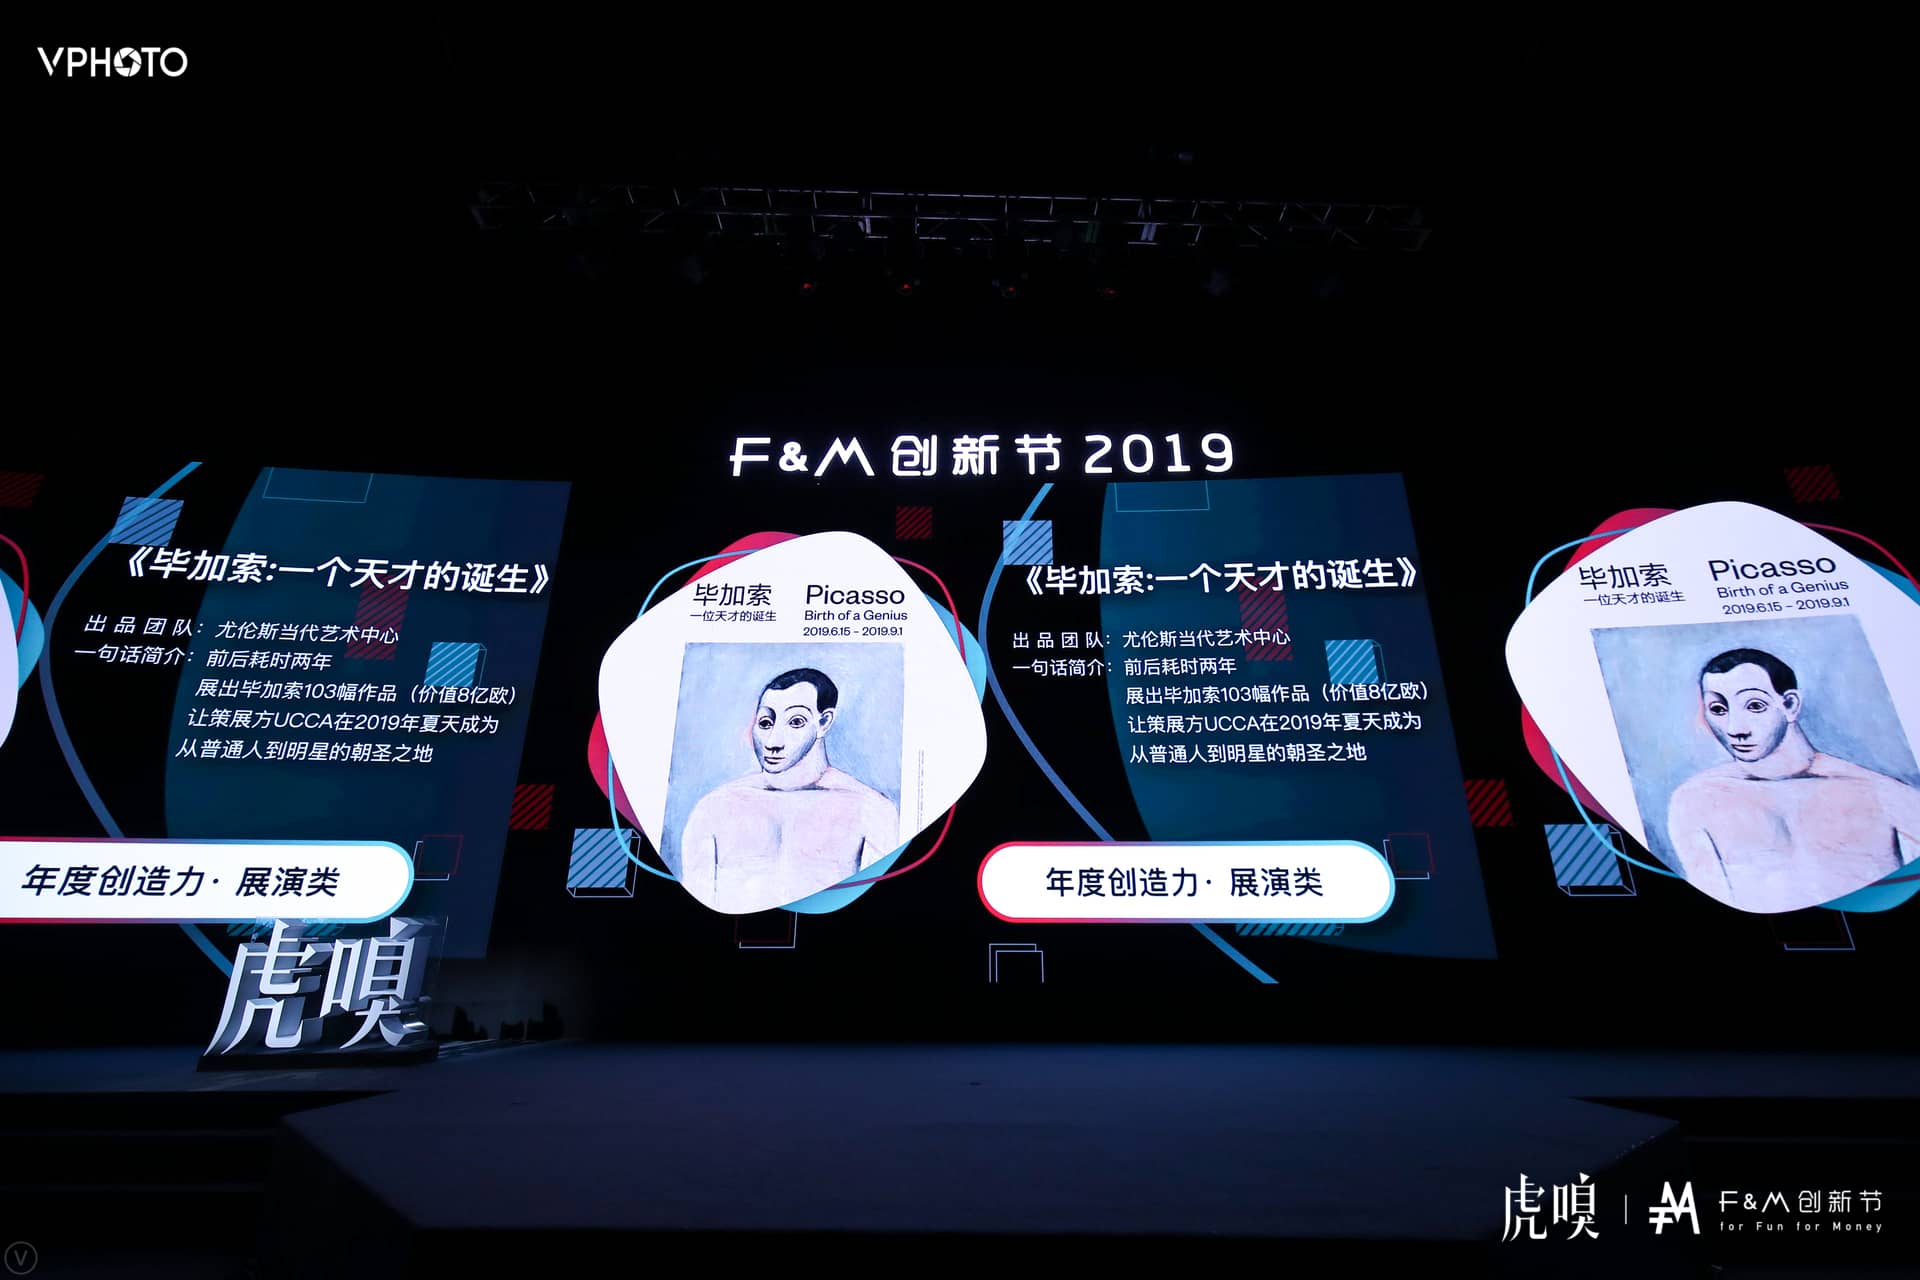 VPHOTO
F&M创新节2019
《毕加索:一个天才的诞生》
出品团队：尤伦斯当代艺术中心
一句话简介：前后耗时两年
展出毕加索103幅作品（价值8亿欧）
让策展方UCCA在2019年夏天成为
从普通人到明星的朝圣之地
年度创造力·展演类
毕加索
一位天才的诞生
Picasso
Birth of a Genius
2019.6.15 – 2019.9.1
《毕加索:一个天才的诞生》
出品团队：尤伦斯当代艺术中心
一句话简介：前后耗时两年
展出毕加索103幅作品（价值8亿欧）
让策展方UCCA在2019年夏天成为
从普通人到明星的朝圣之地
年度创造力·展演类
毕加索
一位天才的诞生
Picasso
Birth of a Genius
2019.6.15 – 2019.9.1
虎嗅
虎嗅
F&M创新节
for Fun for Money
V